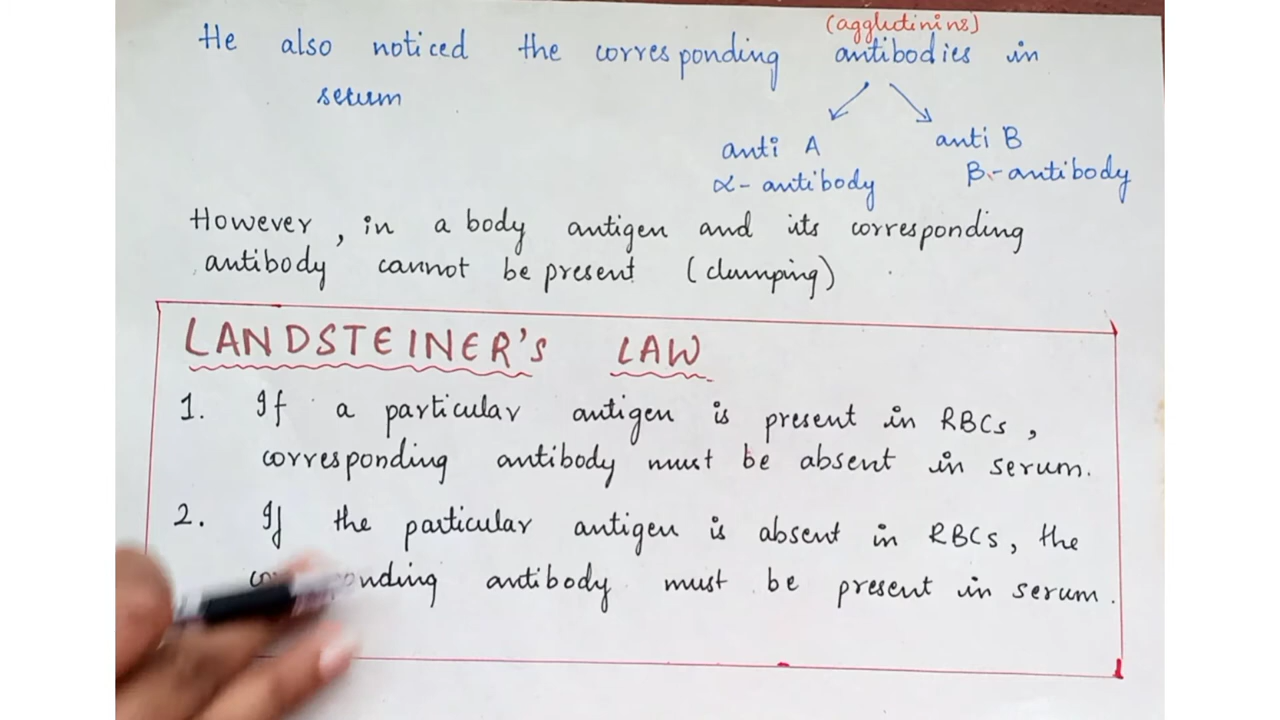 (agglutinins)
He also noticed the corresponding antibodies in
serum
anti A
anti B
α- antibody
β-antibody
However, in a body antigen and its corresponding
antibody cannot be present (clumping)
LANDSTEINER's LAW
1. If a particular antigen is present in RBCs,
corresponding antibody must be absent in serum.
2. If the particular antigen is absent in RBCs, the
antibody must be present in serum.